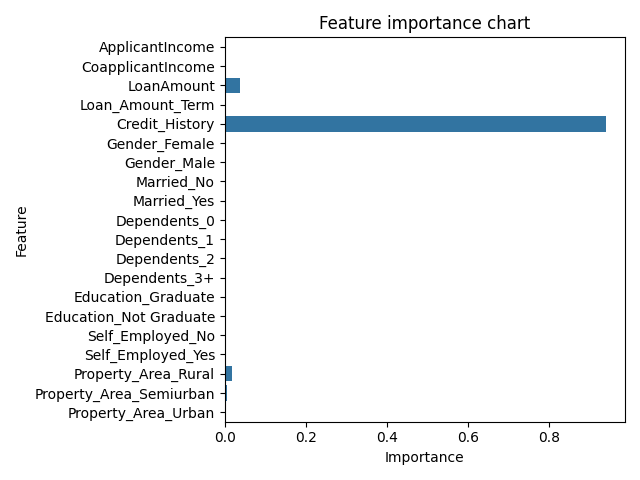 Feature importance chart
ApplicantIncome
CoapplicantIncome
LoanAmount
Loan_Amount_Term
Credit_History
Gender_Female
Gender_Male
Married_No
Married_Yes
Dependents_0
Dependents_1
Dependents_2
Dependents_3+
Education_Graduate
Education_Not Graduate
Self_Employed_No
Self_Employed_Yes
Property_Area_Rural
Property_Area_Semiurban
Property_Area_Urban
Feature
0.0 0.2 0.4 0.6 0.8
Importance